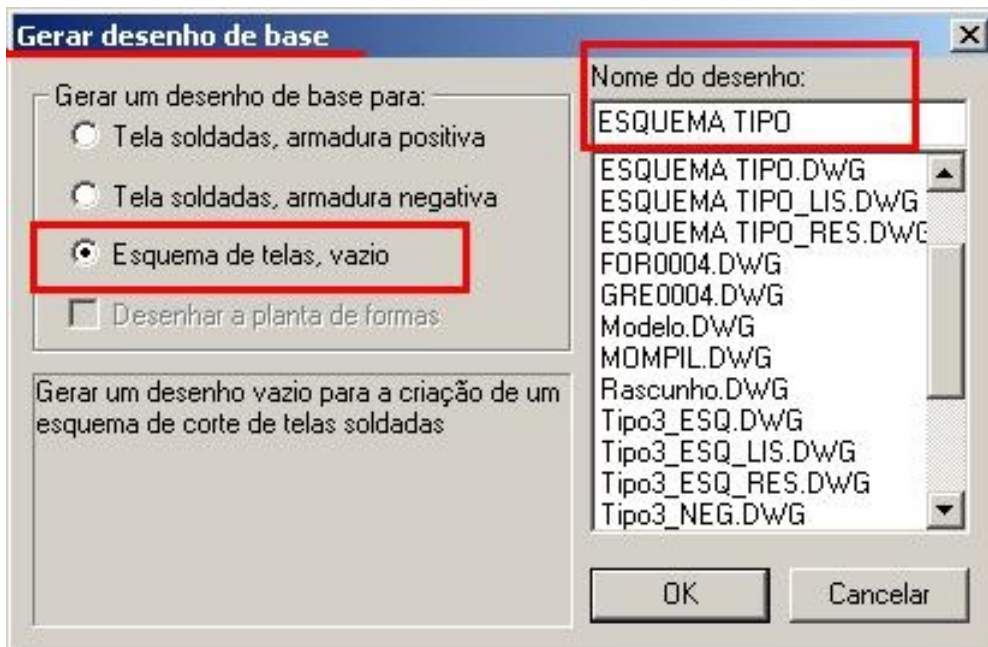 Gerar desenho de base
Gerar um desenho de base para:
Tela soldadas, armadura positiva
Tela soldadas, armadura negativa
Esquema de telas, vazio
Desenhar a planta de formas
Gerar um desenho vazio para a criação de um
esquema de corte de telas soldadas
Nome do desenho:
ESQUEMA TIPO
ESQUEMA TIPO.DWG
ESQUEMA TIPO_LIS.DWG
ESQUEMA TIPO_RES.DWG
FOR0004.DWG
GRE0004.DWG
Modelo.DWG
MOMPIL.DWG
Rascunho.DWG
Tipo3_ESQ.DWG
Tipo3_ESQ_LIS.DWG
Tipo3_ESQ_RES.DWG
Tipo3_NEG.DWG
OK
Cancelar